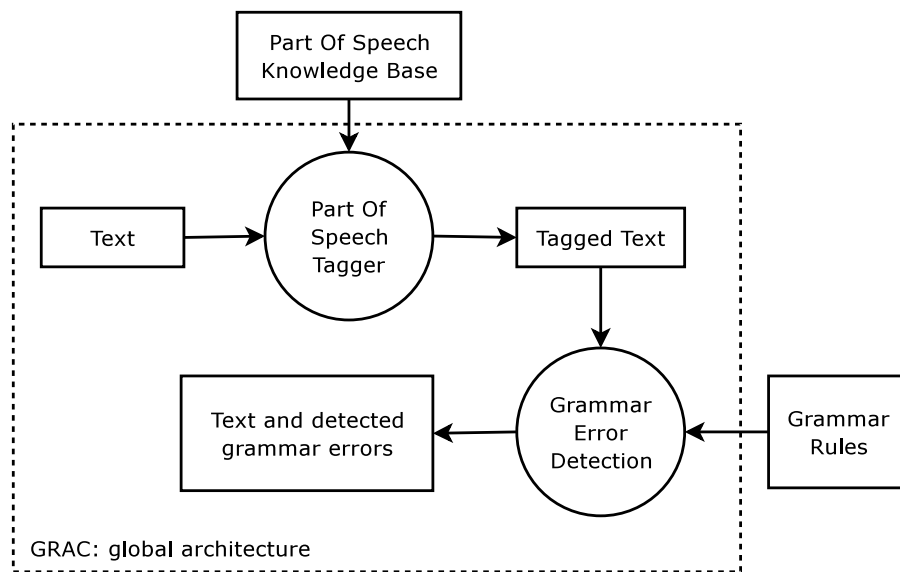 Part Of Speech
Knowledge Base
Text
Part Of
Speech
Tagger
Tagged Text
Text and detected
grammar errors
Grammar
Error
Detection
Grammar
Rules
GRAC: global architecture